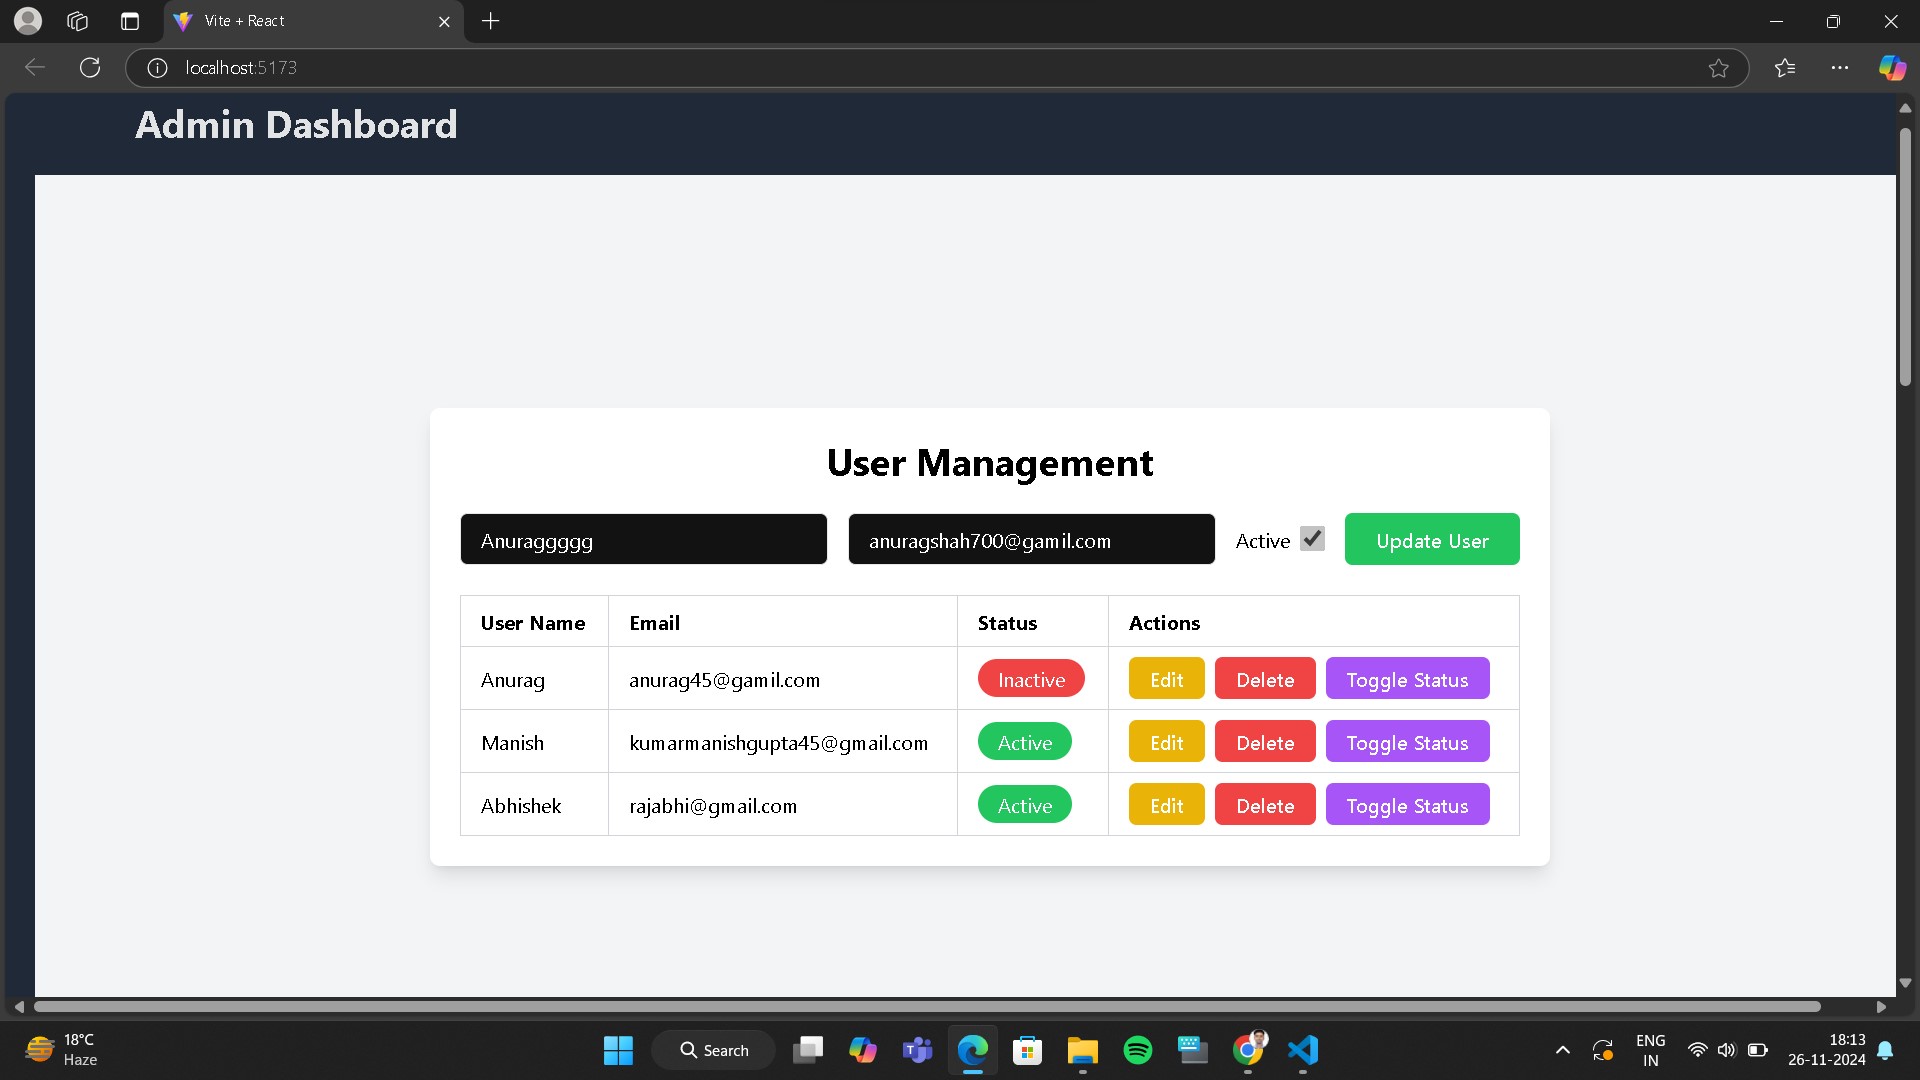 Vite + React
localhost:5173
Admin Dashboard
User Management
Anuraggggg anuragshah700@gamil.com Active Update User
User Name Email Status Actions
Anurag anurag45@gamil.com Inactive Edit Delete Toggle Status
Manish kumarmanishgupta45@gmail.com Active Edit Delete Toggle Status
Abhishek rajabhi@gmail.com Active Edit Delete Toggle Status
18°C
Haze
Search
ENG
IN
18:13
26-11-2024